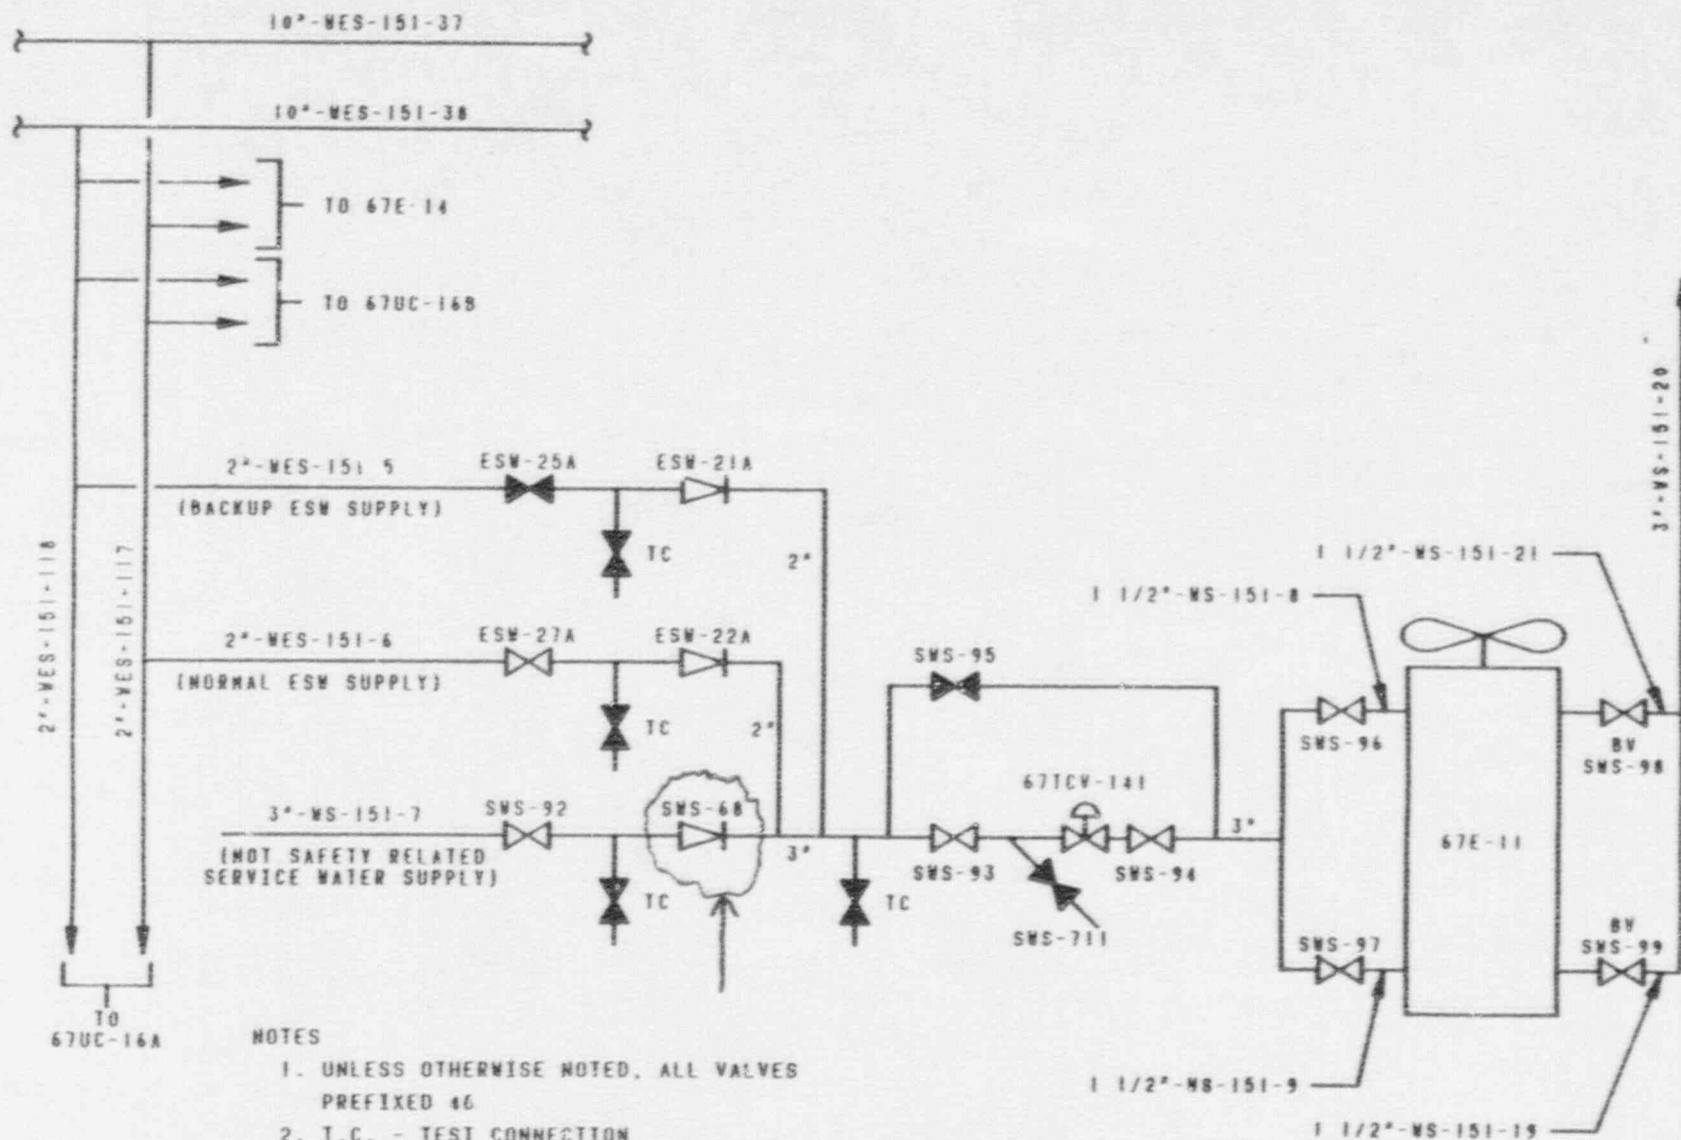 10"-WES-151-37
10"-WES-151-38
TO 67E-14
TO 67UC-16B
3"-WS-151-20
2"-WES-151 5
(BACKUP ESW SUPPLY)
ESW-25A
ESW-21A
TC
2"
2"-WES-151-118
2"-WES-151-117
1 1/2"-WS-151-21
1 1/2"-WS-151-8
2"-WES-151-6
(NORMAL ESW SUPPLY)
ESW-27A
ESW-22A
TC
2"
SWS-95
SWS-96
BV
SWS-98
3"-WS-151-7
(NOT SAFETY RELATED
SERVICE WATER SUPPLY)
SWS-92
SWS-68
3"
TC
TC
67TCV-141
SWS-93
SWS-94
SWS-711
3"
67E-11
SWS-97
BV
SWS-99
TO
67UC-16A
1 1/2"-WS-151-9
1 1/2"-WS-151-19
NOTES
1. UNLESS OTHERWISE NOTED, ALL VALVES
PREFIXED 46
2. T.C. - TEST CONNECTION